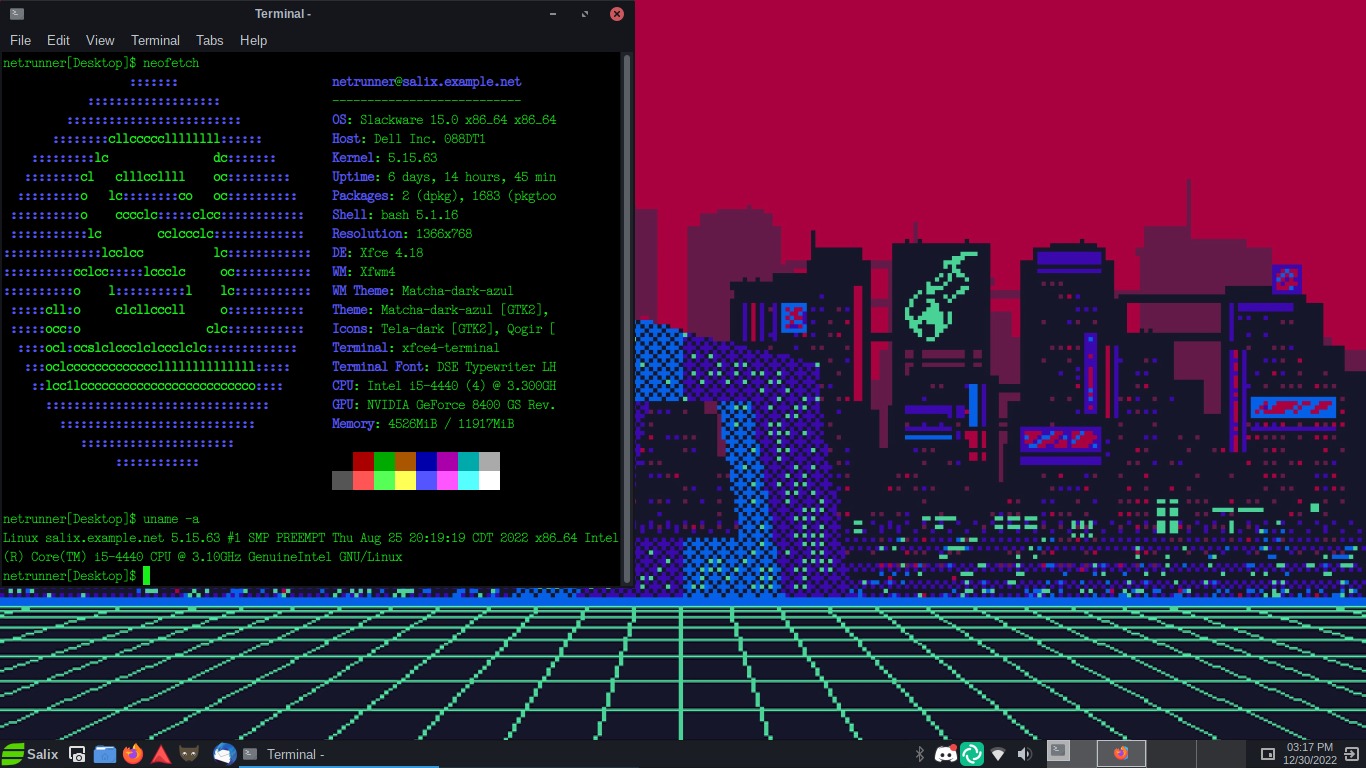 Terminal -
File Edit View Terminal Tabs Help
netrunner[Desktop]$ neofetch
:::::::
netrunner@salix.example.net
:::::::::::::::::::
---------------------------
:::::::::::::::::::::::::
OS: Slackware 15.0 x86_64 x86_64
::::::::cllcccccllllllll::::::
Host: Dell Inc. 088DT1
:::::::::lc               dc:::::::
Kernel: 5.15.63
::::::::cl   clllccllll    oc:::::::::
Uptime: 6 days, 14 hours, 45 min
:::::::::o   lc::::::::co   oc::::::::::
Packages: 2 (dpkg), 1683 (pkgtoo
::::::::::o    cccclc:::::clcc::::::::::::
Shell: bash 5.1.16
:::::::::::lc        cclccclc:::::::::::::
Resolution: 1366x768
::::::::::::::lcclcc          lc::::::::::::
DE: Xfce 4.18
::::::::::cclcc:::::lccclc     oc:::::::::::
WM: Xfwm4
::::::::::o    l::::::::::l    lc:::::::::::
WM Theme: Matcha-dark-azul
:::::cll:o     clcllcccll     o:::::::::::
Theme: Matcha-dark-azul [GTK2],
:::::occ:o                  clc:::::::::::
Icons: Tela-dark [GTK2], Qogir [
::::ocl:ccslclccclclccclclc:::::::::::::
Terminal: xfce4-terminal
:::oclcccccccccccccllllllllllllll:::::
Terminal Font: DSE Typewriter LH
::lcc1lcccccccccccccccccccccccco::::
CPU: Intel i5-4440 (4) @ 3.300GH
::::::::::::::::::::::::::::::::
GPU: NVIDIA GeForce 8400 GS Rev.
::::::::::::::::::::::::::::
Memory: 4526MiB / 11917MiB
::::::::::::::::::::::
::::::::::::
netrunner[Desktop]$ uname -a
Linux salix.example.net 5.15.63 #1 SMP PREEMPT Thu Aug 25 20:19:19 CDT 2022 x86_64 Intel
(R) Core(TM) i5-4440 CPU @ 3.10GHz GenuineIntel GNU/Linux
netrunner[Desktop]$
Salix
Terminal -
03:17 PM
12/30/2022